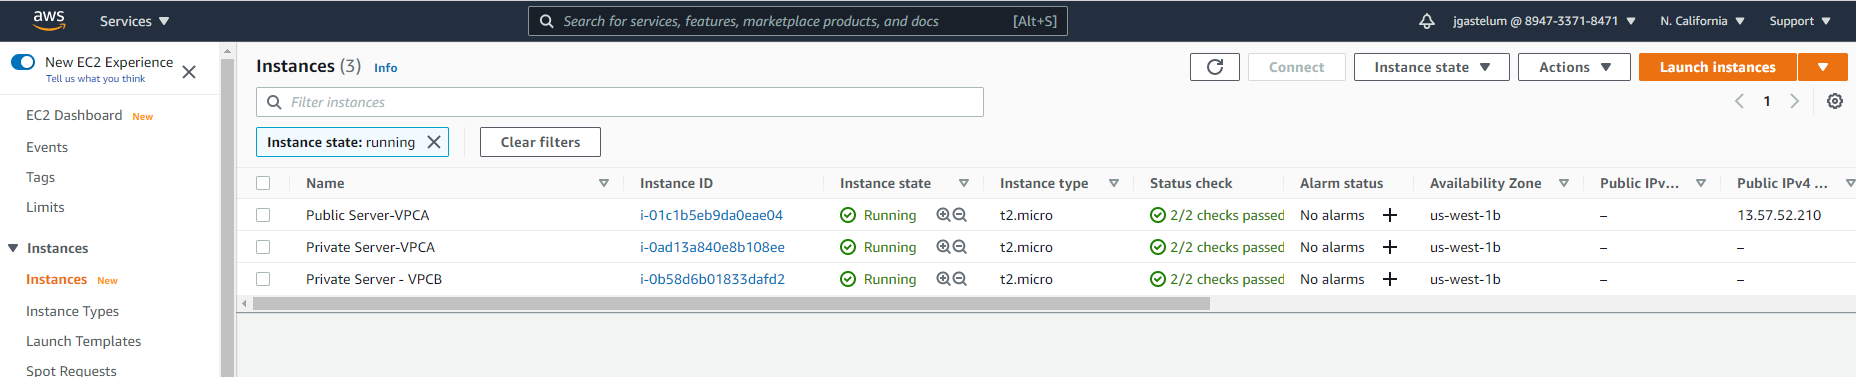 aws Services Search for services, features, marketplace products, and docs [Alt+S] jgastelum @ 8947-3371-8471 N. California Support
New EC2 Experience
Tell us what you think
EC2 Dashboard New
Events
Tags
Limits
Instances
Instances New
Instance Types
Launch Templates
Spot Requests
Instances (3) Info Connect Instance state Actions Launch instances
Filter instances 1
Instance state: running Clear filters
Name Instance ID Instance state Instance type Status check Alarm status Availability Zone Public IPv... Public IPv4 ...
Public Server-VPCA i-01c1b5eb9da0eae04 Running t2.micro 2/2 checks passed No alarms + us-west-1b – 13.57.52.210
Private Server-VPCA i-0ad13a840e8b108ee Running t2.micro 2/2 checks passed No alarms + us-west-1b – –
Private Server - VPCB i-0b58d6b01833dafd2 Running t2.micro 2/2 checks passed No alarms + us-west-1b – –